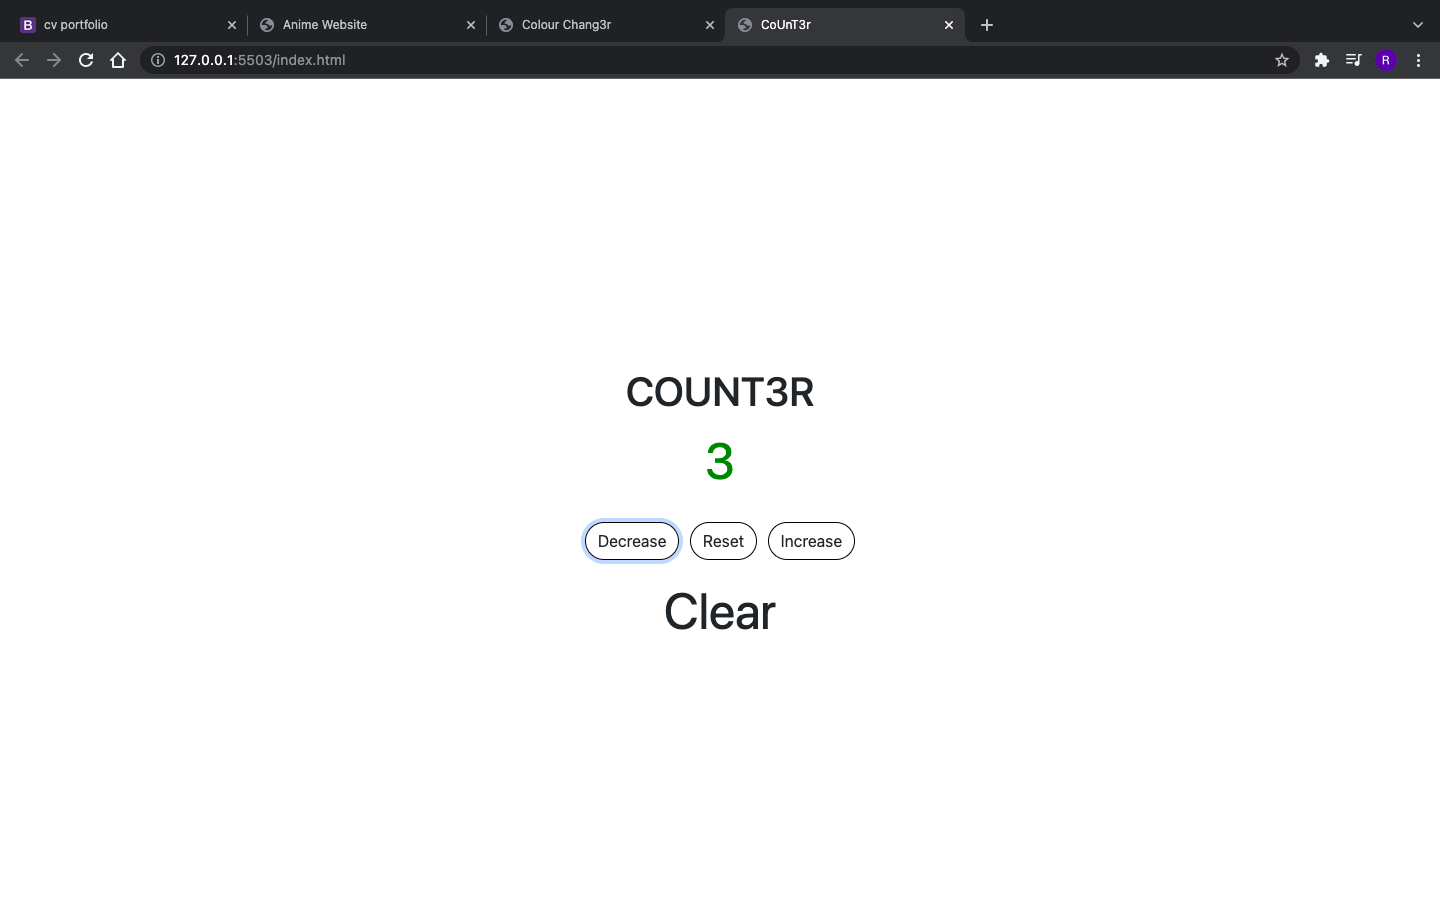 B cv portfolio
Anime Website
Colour Chang3r
CoUnT3r
127.0.0.1:5503/index.html
R
COUNT3R
3
Decrease Reset Increase
Clear